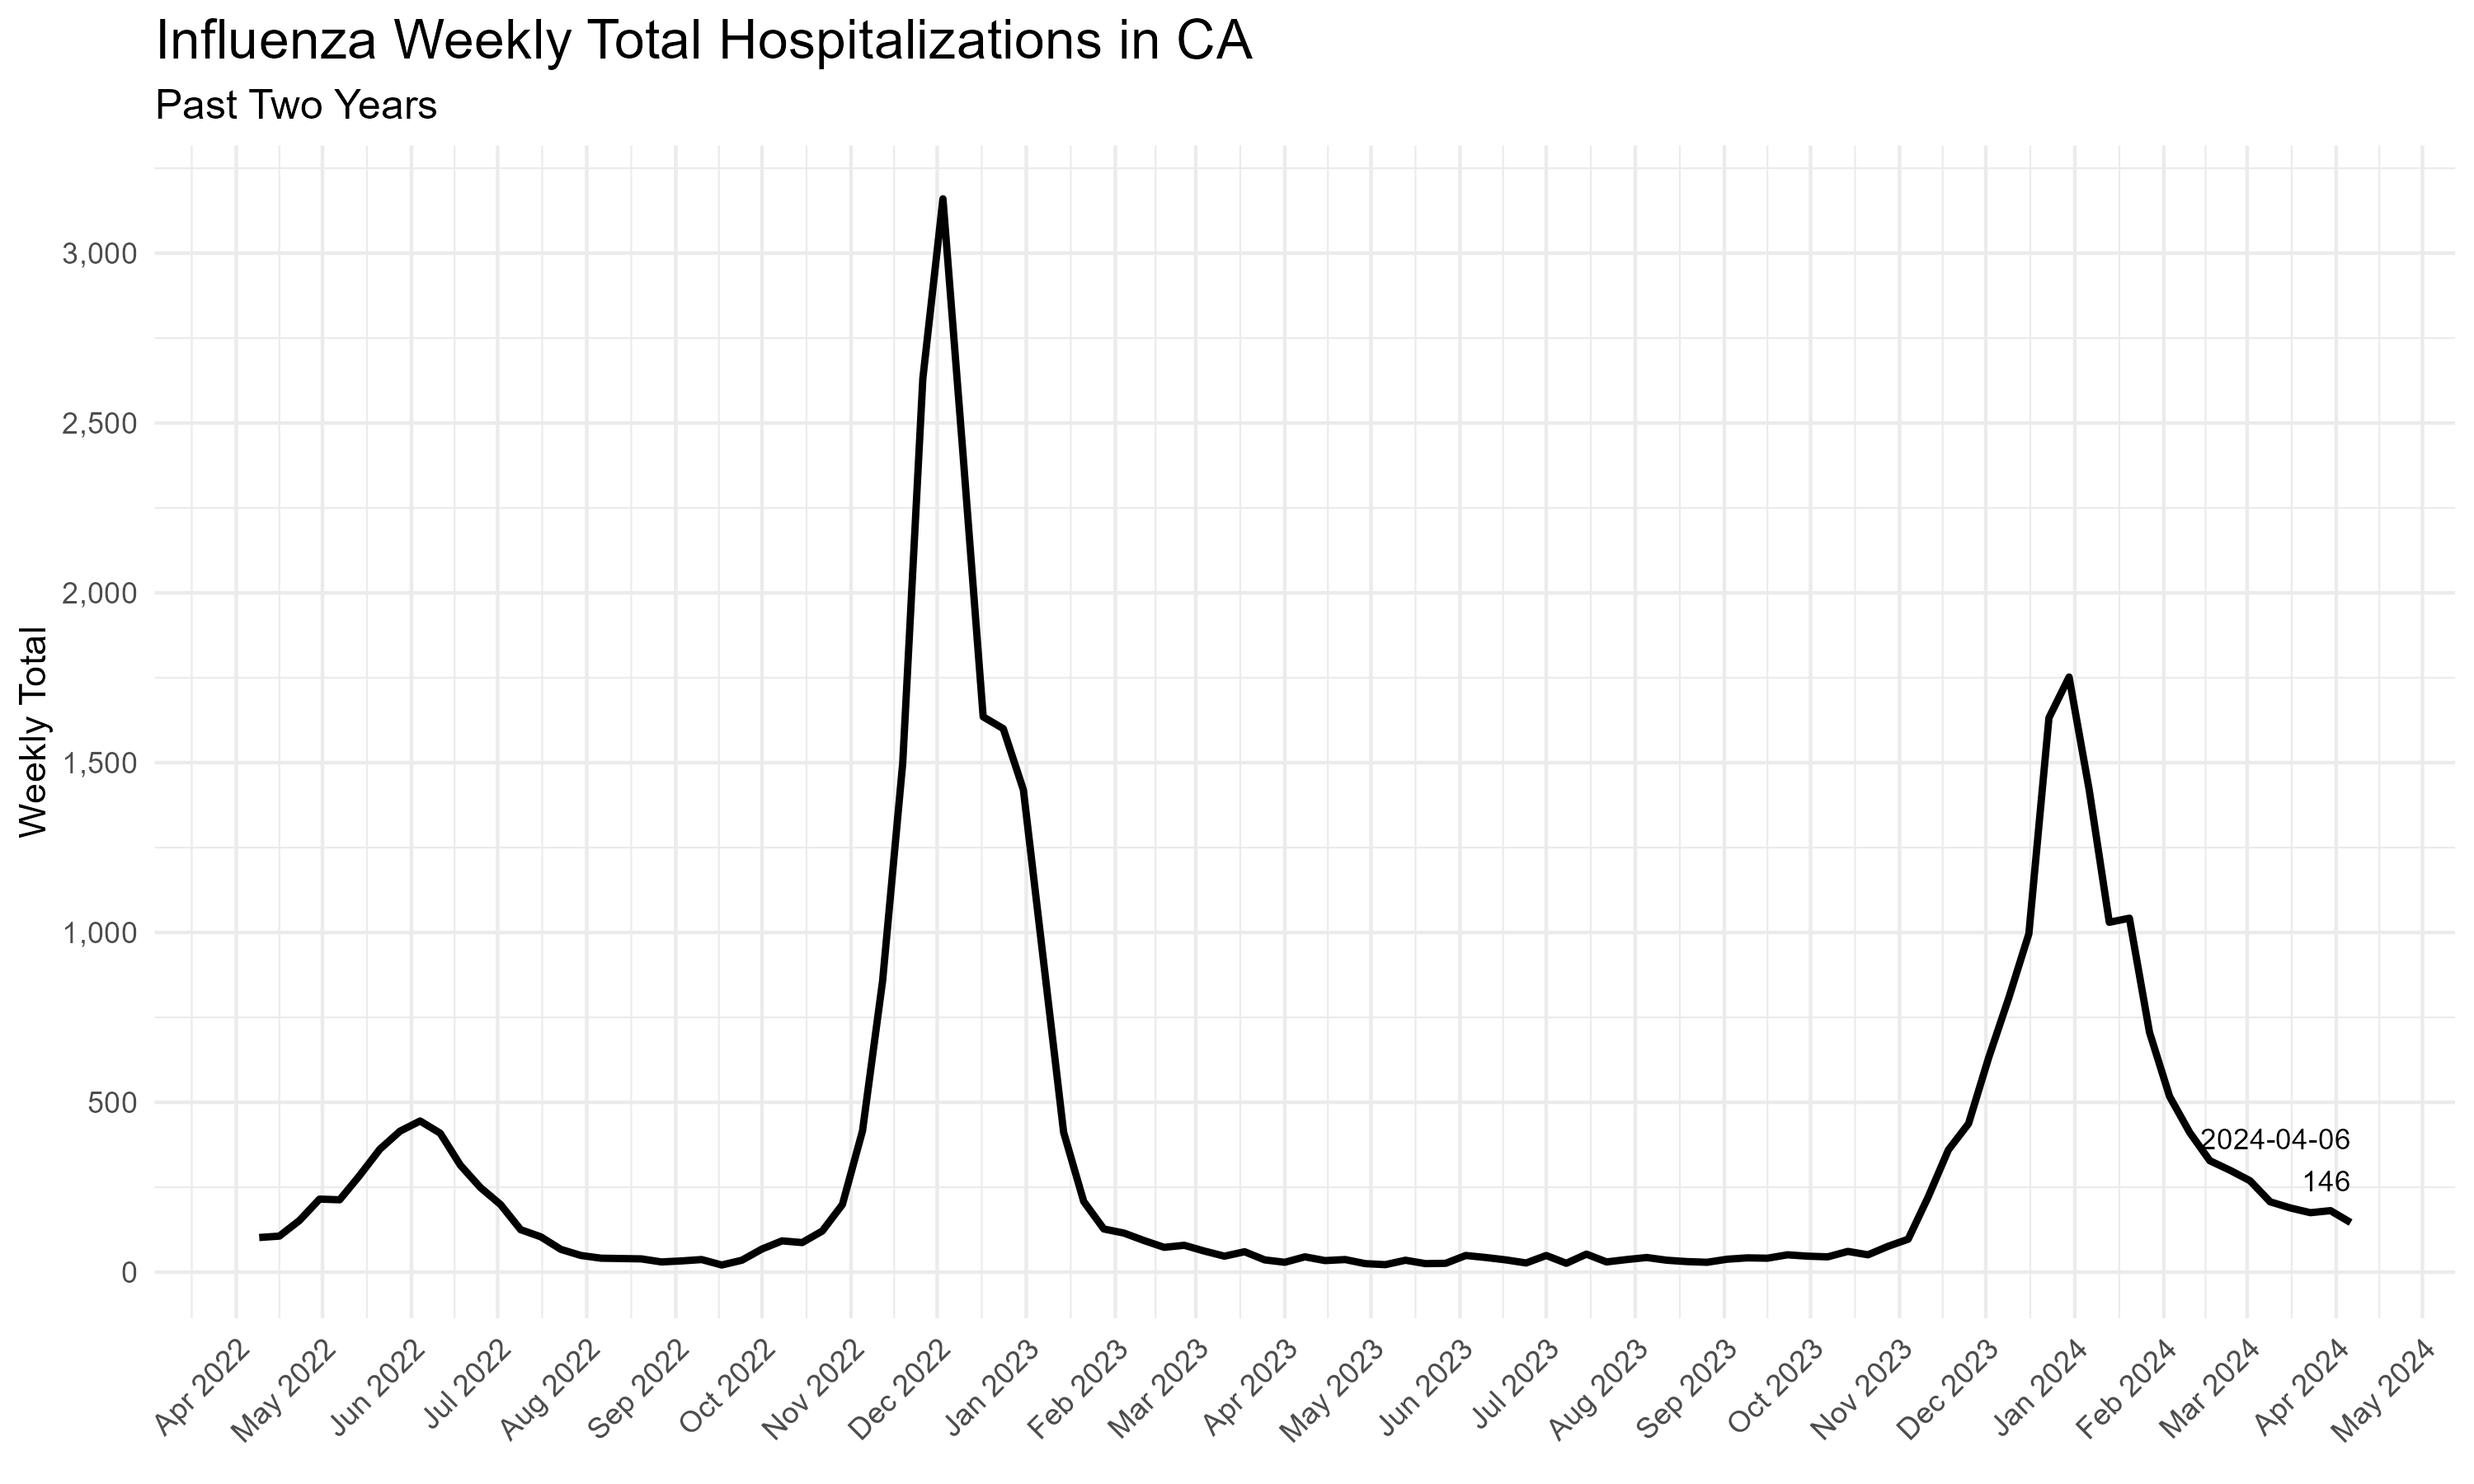 Influenza Weekly Total Hospitalizations in CA
Past Two Years
Weekly Total
3,000
2,500
2,000
1,500
1,000
500
0
2024-04-06
146
Apr 2022
May 2022
Jun 2022
Jul 2022
Aug 2022
Sep 2022
Oct 2022
Nov 2022
Dec 2022
Jan 2023
Feb 2023
Mar 2023
Apr 2023
May 2023
Jun 2023
Jul 2023
Aug 2023
Sep 2023
Oct 2023
Nov 2023
Dec 2023
Jan 2024
Feb 2024
Mar 2024
Apr 2024
May 2024